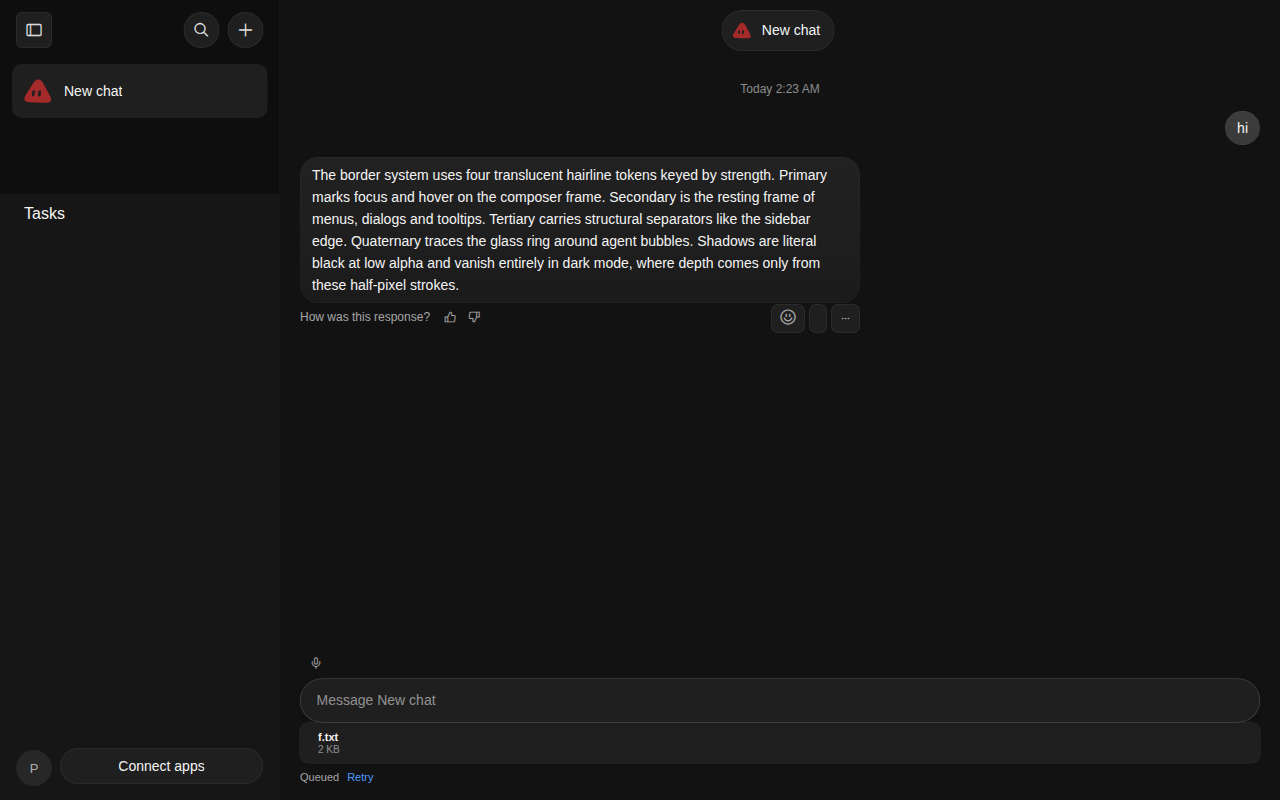 New chat
Tasks
P
Connect apps
New chat
Today 2:23 AM
hi
The border system uses four translucent hairline tokens keyed by strength. Primary
marks focus and hover on the composer frame. Secondary is the resting frame of
menus, dialogs and tooltips. Tertiary carries structural separators like the sidebar
edge. Quaternary traces the glass ring around agent bubbles. Shadows are literal
black at low alpha and vanish entirely in dark mode, where depth comes only from
these half-pixel strokes.
How was this response?
Message New chat
f.txt
2 KB
Queued Retry